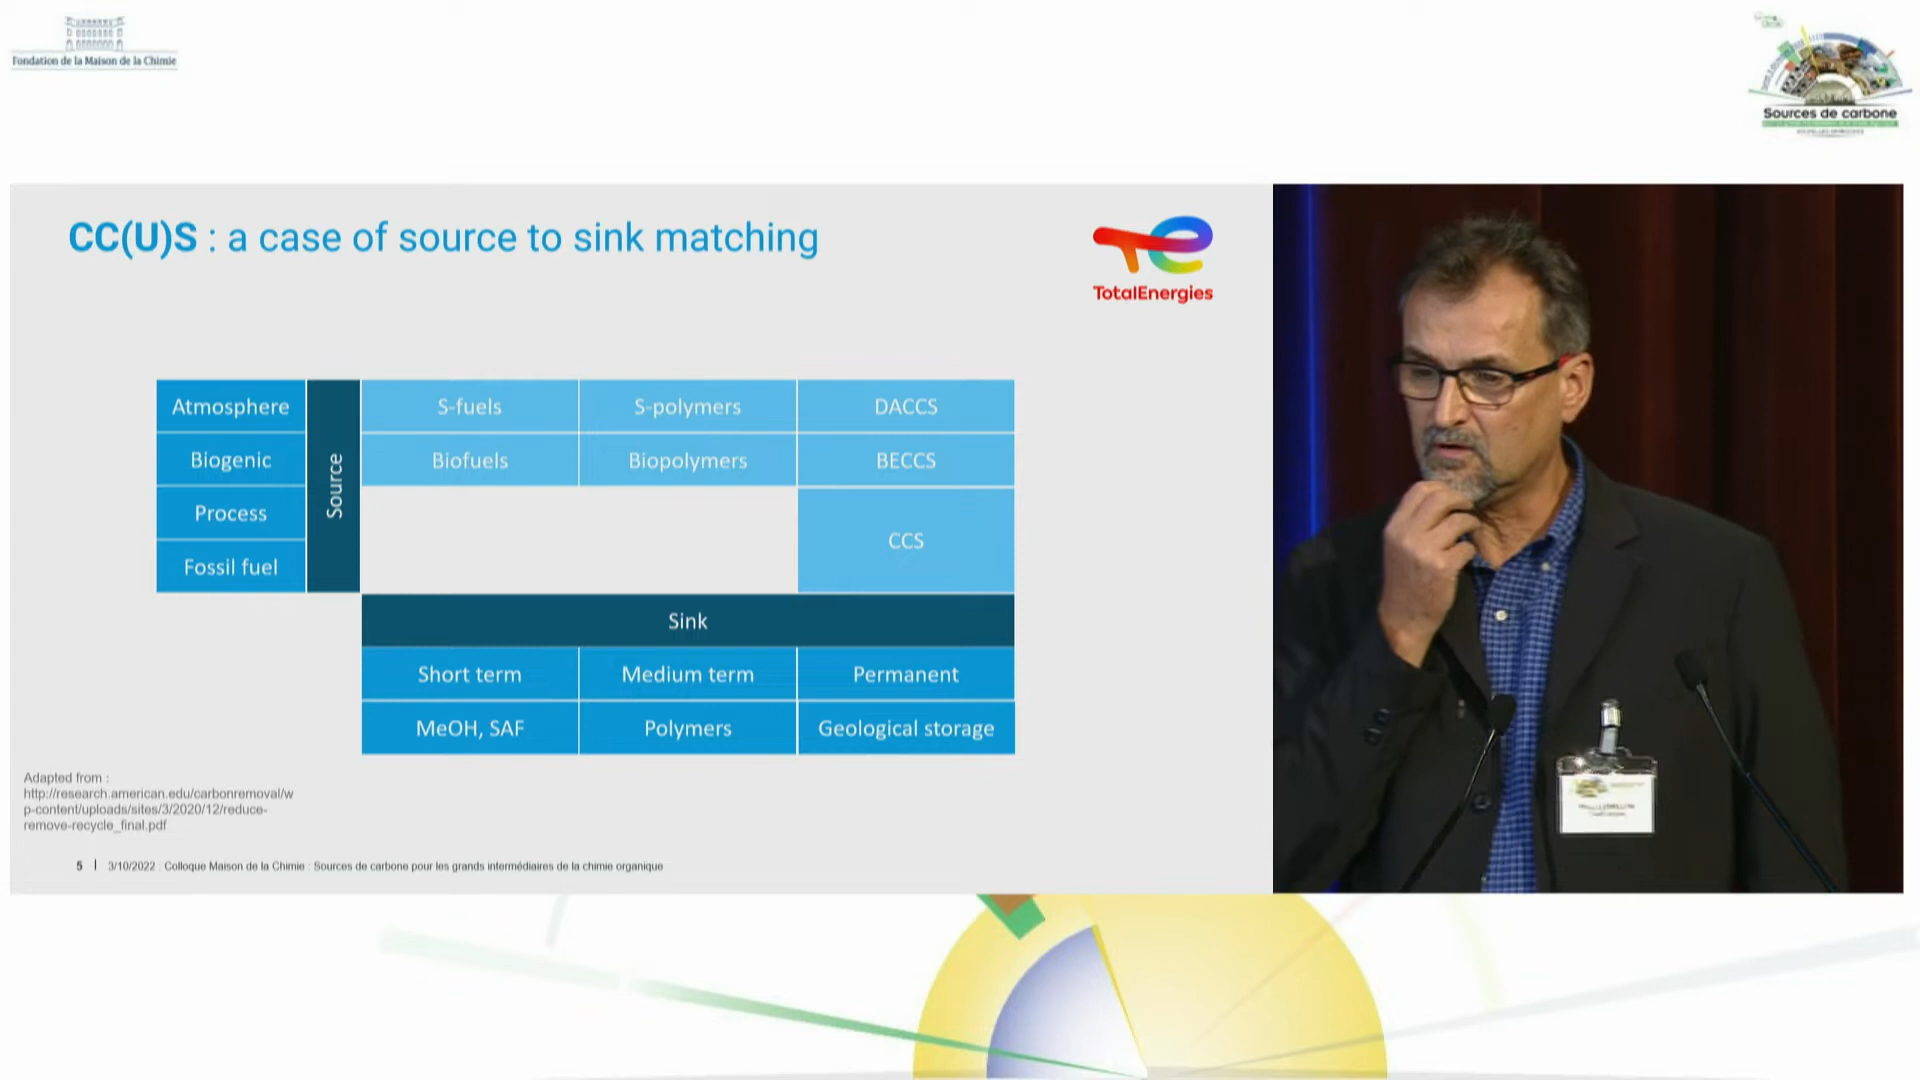 Fondation de la Maison de la Chimie
Sources de carbone
CC(U)S : a case of source to sink matching
TotalEnergies
Atmosphere
Biogenic
Process
Fossil fuel
Source
S-fuels
S-polymers
DACCS
Biofuels
Biopolymers
BECCS
CCS
Sink
Short term
Medium term
Permanent
MeOH, SAF
Polymers
Geological storage
Adapted from :
http://research.american.edu/carbonremoval/w
p-content/uploads/sites/3/2020/12/reduce-
remove-recycle_final.pdf
5 | 3/10/2022 : Colloque Maison de la Chimie : Sources de carbone pour les grands intermédiaires de la chimie organique